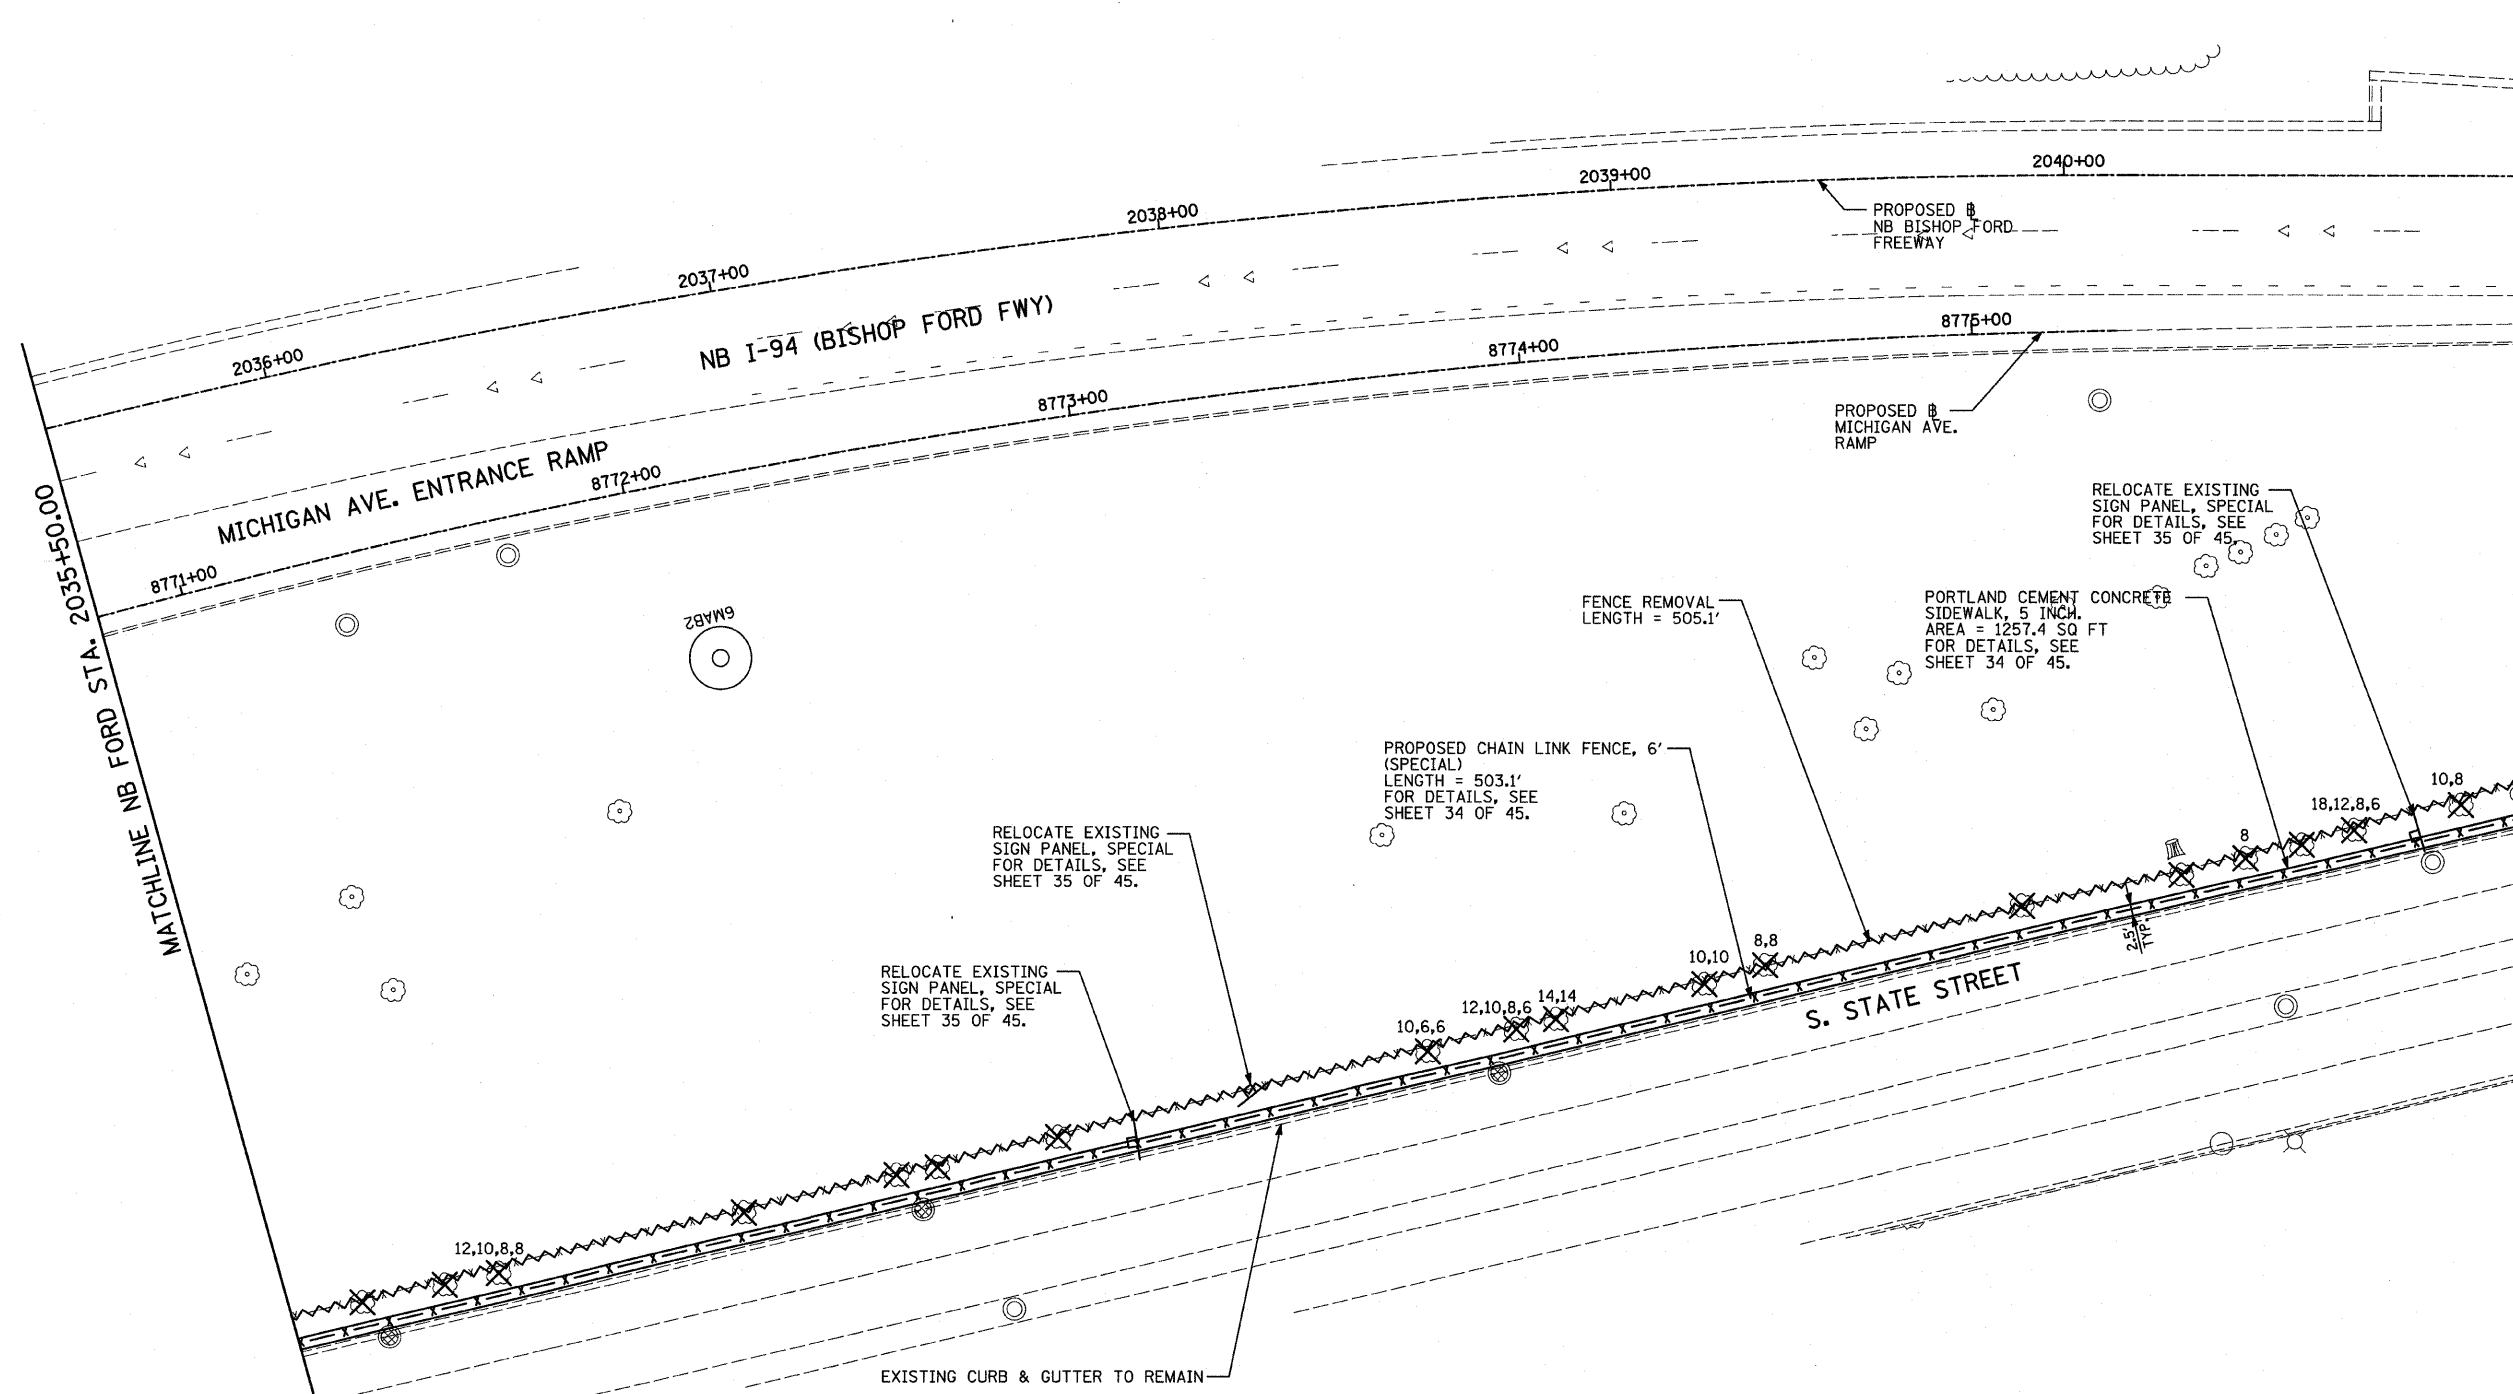 2040+00
2039+00
2038+00
2037+00
2036+00
PROPOSED B
NB BISHOP FORD
FREEWAY
NB I-94 (BISHOP FORD FWY)
8775+00
8774+00
8773+00
8772+00
8771+00
MICHIGAN AVE. ENTRANCE RAMP
PROPOSED B
MICHIGAN AVE.
RAMP
MATCHLINE NB FORD STA. 2035+50.00
6MAB2
RELOCATE EXISTING
SIGN PANEL, SPECIAL
FOR DETAILS, SEE
SHEET 35 OF 45.
PORTLAND CEMENT CONCRETE
SIDEWALK, 5 INCH.
AREA = 1257.4 SQ FT
FOR DETAILS, SEE
SHEET 34 OF 45.
FENCE REMOVAL
LENGTH = 505.1'
PROPOSED CHAIN LINK FENCE, 6'
(SPECIAL)
LENGTH = 503.1'
FOR DETAILS, SEE
SHEET 34 OF 45.
RELOCATE EXISTING
SIGN PANEL, SPECIAL
FOR DETAILS, SEE
SHEET 35 OF 45.
RELOCATE EXISTING
SIGN PANEL, SPECIAL
FOR DETAILS, SEE
SHEET 35 OF 45.
10,8
18,12,8,6
8
2.5'
TYP.
8,8
10,10
14,14
12,10,8,6
10,6,6
12,10,8,8
S. STATE STREET
EXISTING CURB & GUTTER TO REMAIN